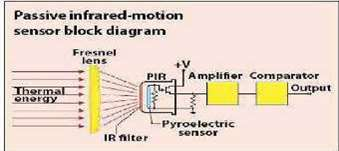 Passive infrared-motion
sensor block diagram
Fresnel
lens
+V
PIR
Amplifier
Comparator
Thermal
energy
Output
Pyroelectric
sensor
IR filter